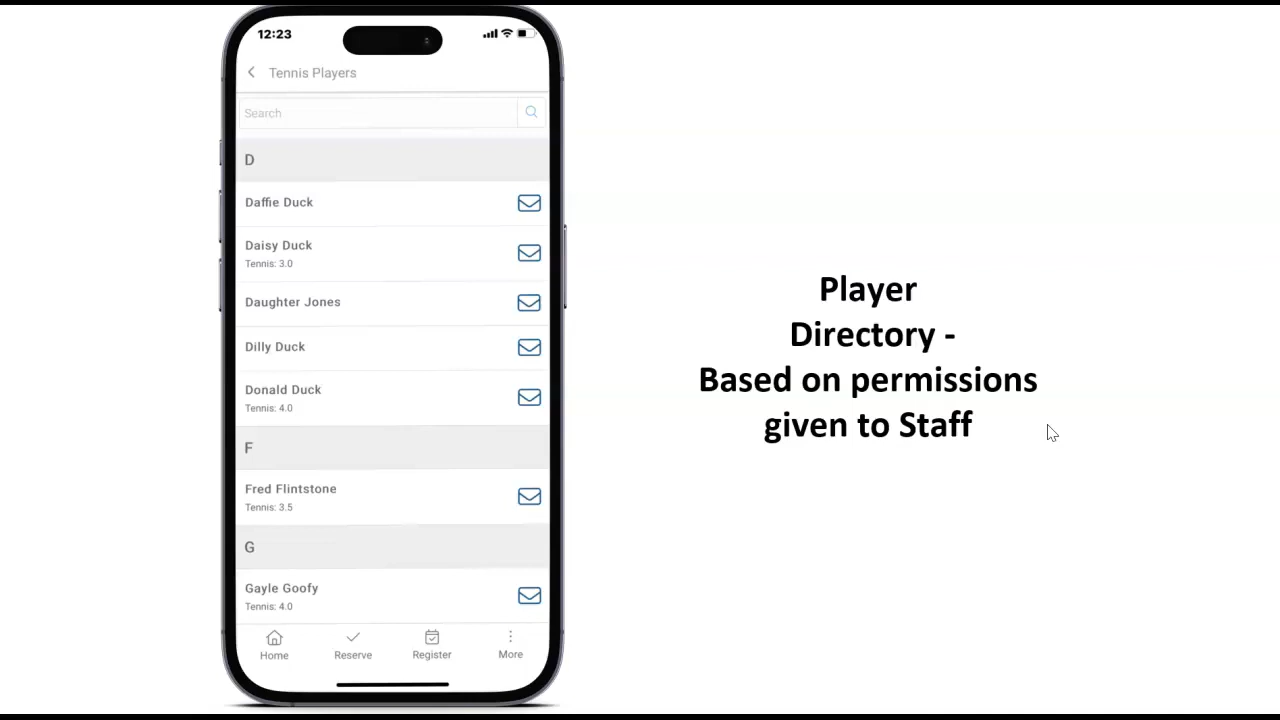 12:23
Tennis Players
Search
D
Daffie Duck
Daisy Duck
Tennis: 3.0
Daughter Jones
Dilly Duck
Donald Duck
Tennis: 4.0
F
Fred Flintstone
Tennis: 3.5
G
Gayle Goofy
Tennis: 4.0
Home
Reserve
Register
More
Player
Directory -
Based on permissions
given to Staff